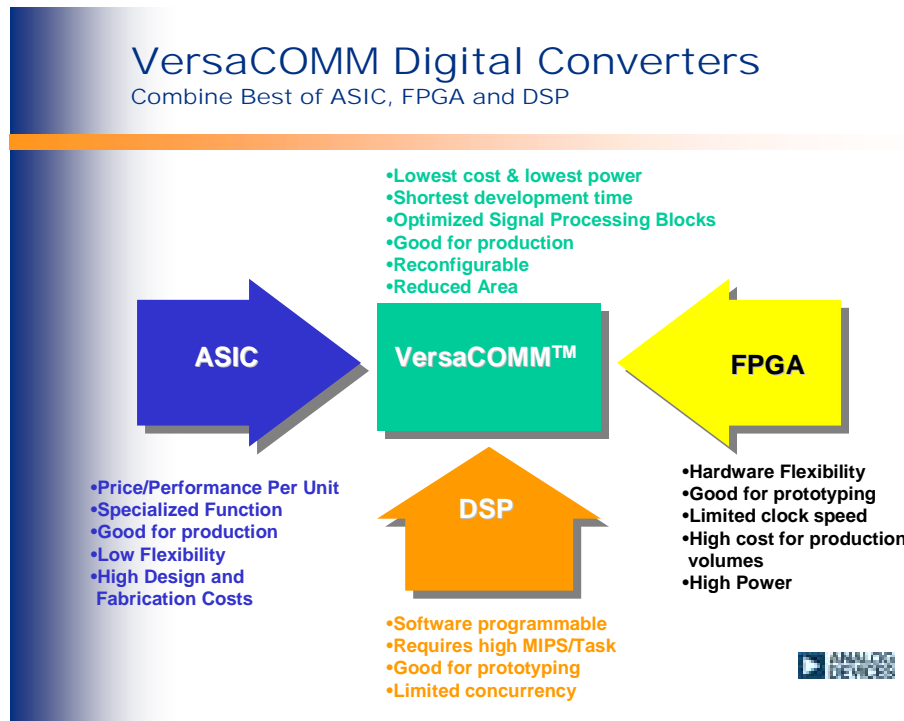 VersaCOMM Digital Converters
Combine Best of ASIC, FPGA and DSP
•Lowest cost & lowest power
•Shortest development time
•Optimized Signal Processing Blocks
•Good for production
•Reconfigurable
•Reduced Area
ASIC
VersaCOMM™
FPGA
•Price/Performance Per Unit
•Specialized Function
•Good for production
•Low Flexibility
•High Design and
Fabrication Costs
DSP
•Hardware Flexibility
•Good for prototyping
•Limited clock speed
•High cost for production
volumes
•High Power
•Software programmable
•Requires high MIPS/Task
•Good for prototyping
•Limited concurrency
ANALOG
DEVICES